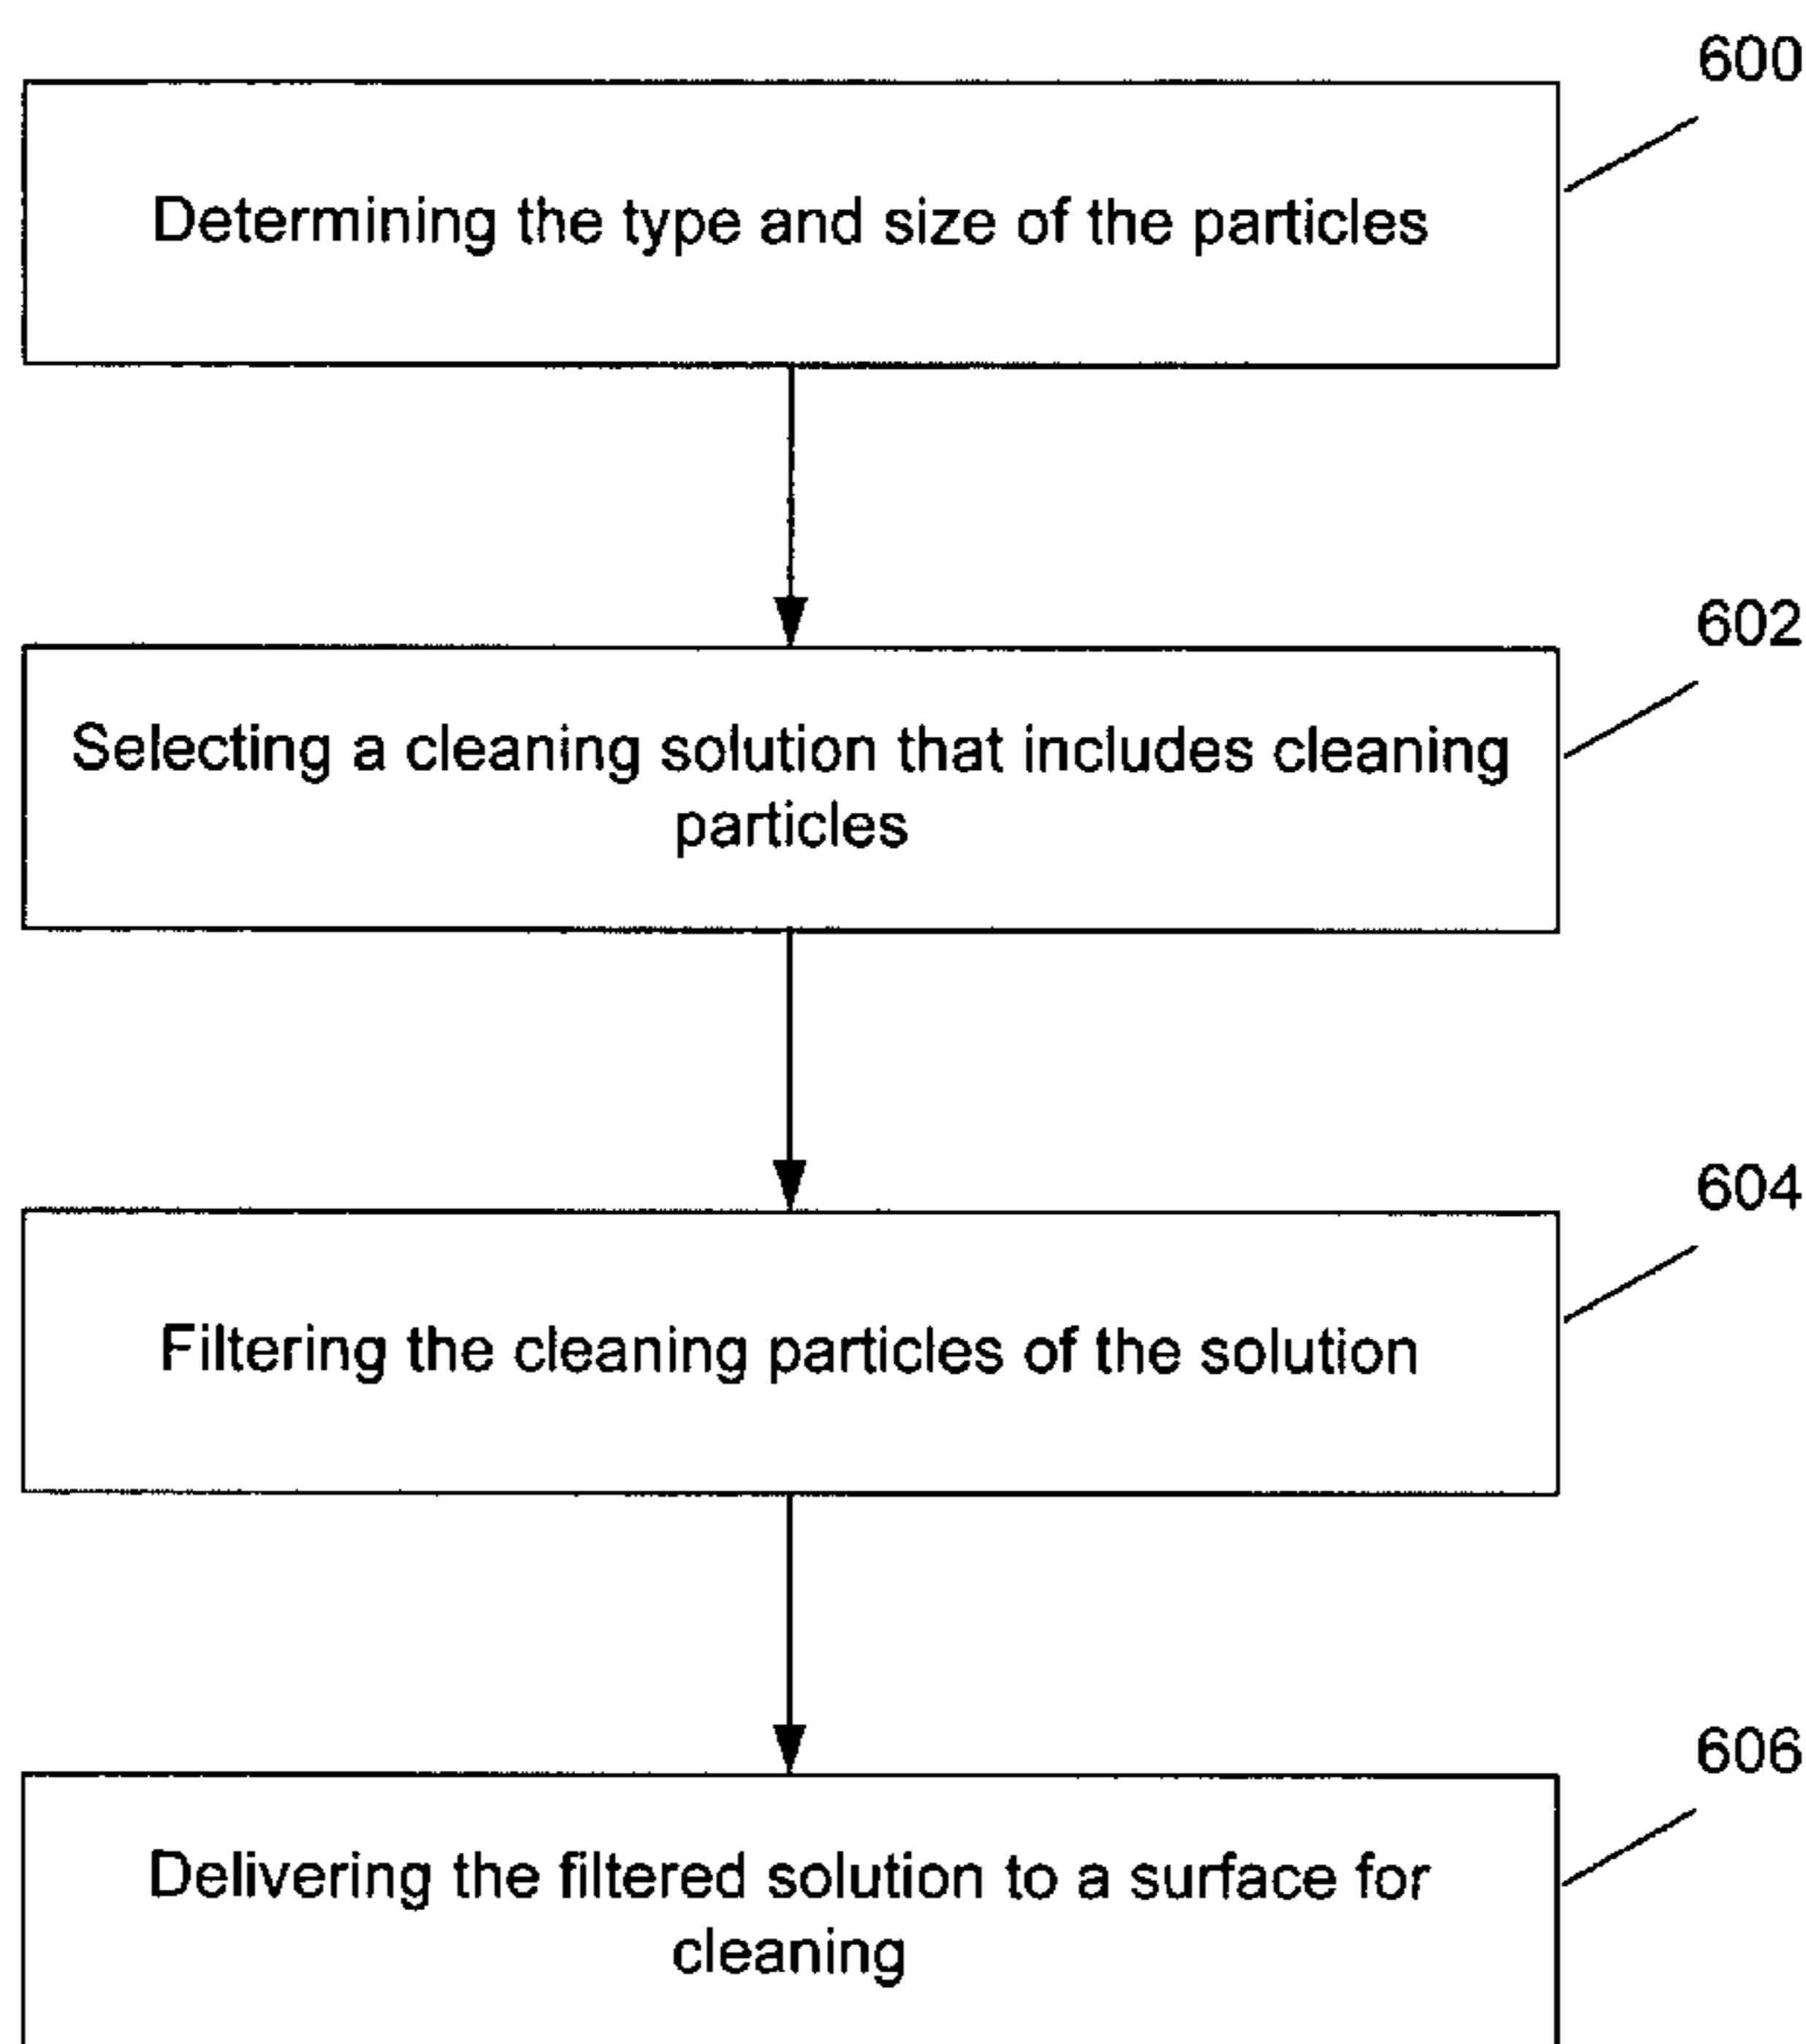 600
Determining the type and size of the particles
602
Selecting a cleaning solution that includes cleaning
particles
604
Filtering the cleaning particles of the solution
606
Delivering the filtered solution to a surface for
cleaning